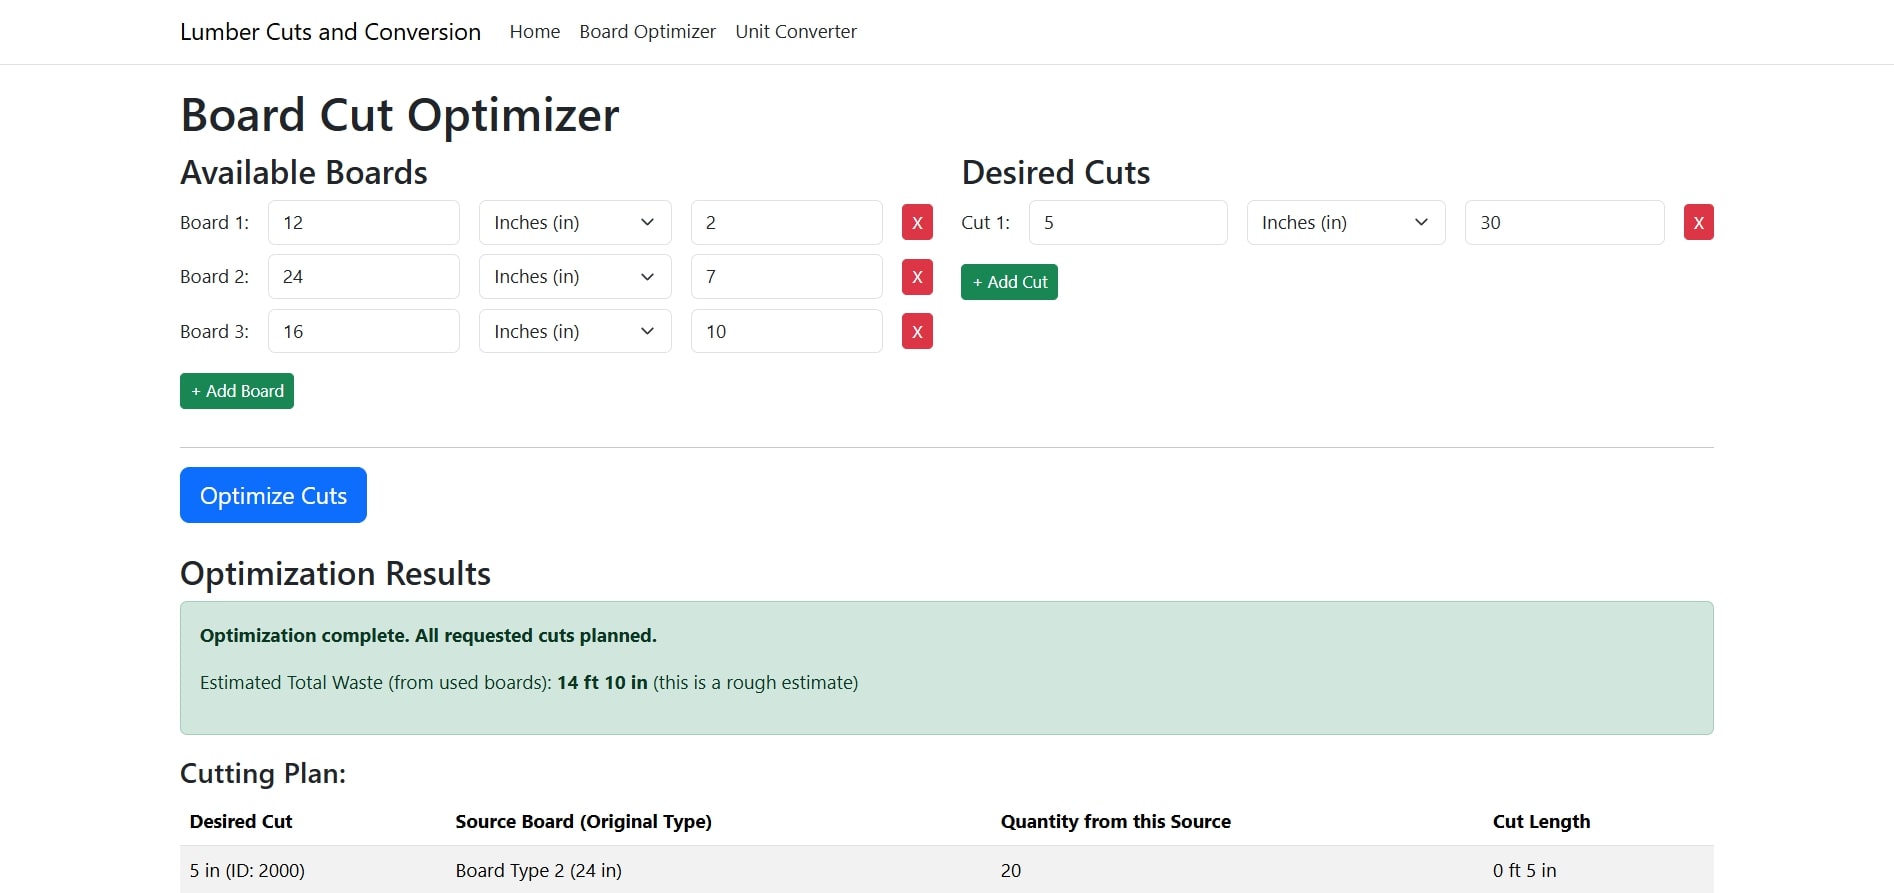 Lumber Cuts and Conversion Home Board Optimizer Unit Converter
Board Cut Optimizer
Available Boards
Board 1: 12 Inches (in) 2 X
Board 2: 24 Inches (in) 7 X
Board 3: 16 Inches (in) 10 X
+ Add Board
Desired Cuts
Cut 1: 5 Inches (in) 30 X
+ Add Cut
Optimize Cuts
Optimization Results
Optimization complete. All requested cuts planned.
Estimated Total Waste (from used boards): 14 ft 10 in (this is a rough estimate)
Cutting Plan:
Desired Cut Source Board (Original Type) Quantity from this Source Cut Length
5 in (ID: 2000) Board Type 2 (24 in) 20 0 ft 5 in